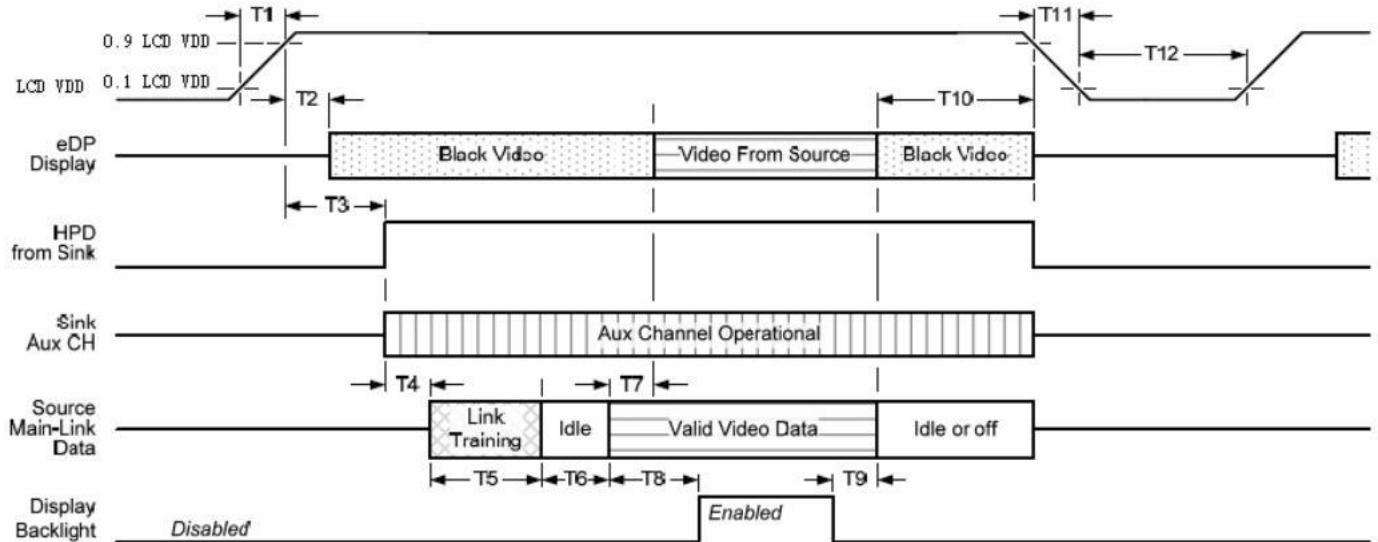 T1
T11
0.9 LCD VDD
T12
LCD VDD
0.1 LCD VDD
T2
T10
eDP
Display
Black Video
Video From Source
Black Video
T3
HPD
from Sink
Sink
Aux CH
Aux Channel Operational
T4
T7
Source
Main-Link
Data
Link
Training
Idle
Valid Video Data
Idle or off
T5
T6
T8
T9
Display
Backlight
Disabled
Enabled